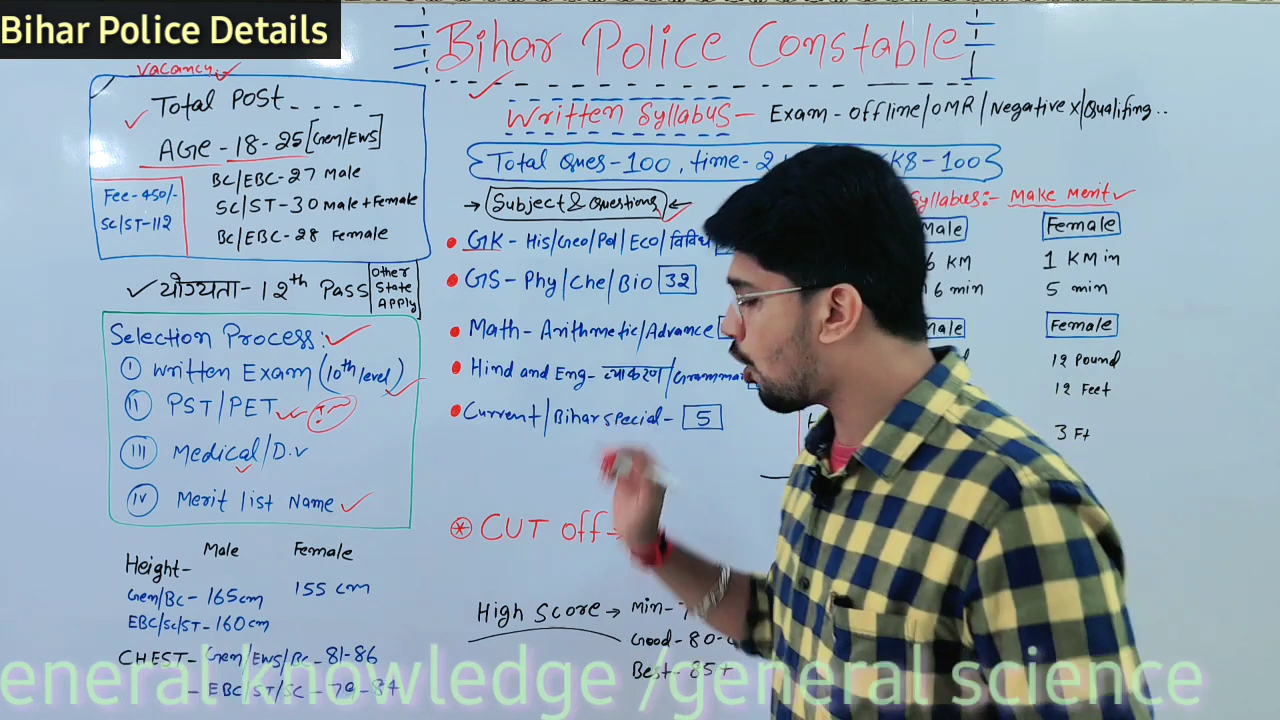 Bihar Police Details
Bihar Police Constable
Vacancy
Total Post
AGE - 18-25 [Gen/EWS]
BC/EBC-27 Male
SC/ST-30 Male+Female
BC/EBC-28 Female
Fee-450/-
SC/ST-112
योग्यता-12th Pass
Other
State
Apply
Selection Process:
I Written Exam (10th level)
II PST/PET
III Medical/D.V
IV Merit list Name
Male Female
Height-
Gen/BC-165cm 155 cm
EBC/SC/ST-160cm
CHEST-Gen/EWS/BC-81-86
- EBC/ST/SC-79-84
Written Syllabus- Exam-offline/OMR/Negative x/Qualifing..
Total Ques-100, time-2
KS-100
Subject & Questions
GK-His/Geo/Pol/Eco/विविध
GS-Phy/Che/Bio 32
Math-Arithmetic/Advance
Hind and Eng-व्याकरण/Grammar
Current/Bihar special- 5
Syllabus:- Make Merit
Male Female
6 KM 1 KM in
6 min 5 min
Male Female
12 Pound
12 Feet
3 Ft
CUT off-
High Score → Min-7
Good-80-
Best-85+
eneral knowledge /general science